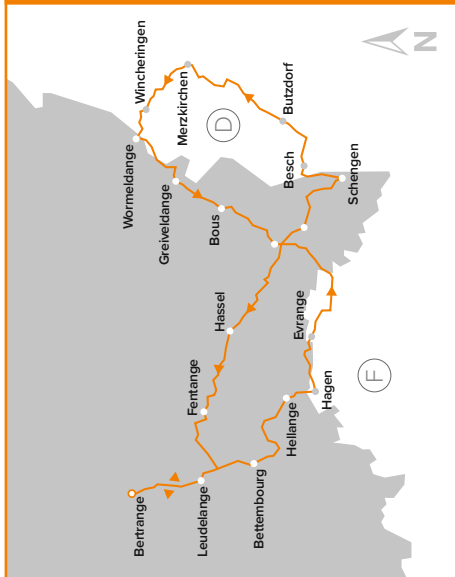 Bertrange
Leudelange
Bettembourg
Fentange
Hellange
Hagen
Hassel
Evrange
Bous
Greiveldange
Wormeldange
Schengen
Besch
Butzdorf
Merzkirchen
Wincheringen
D
F
N